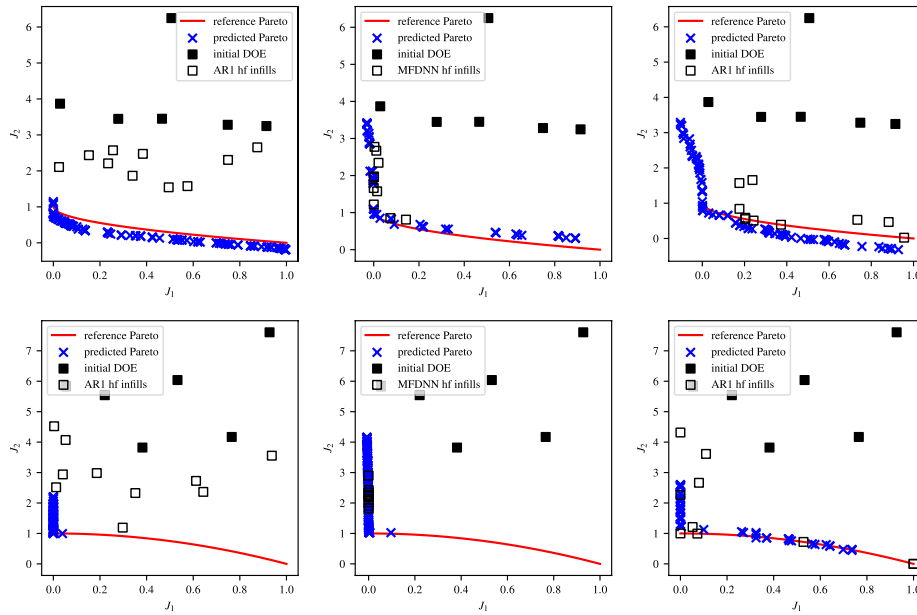 reference Pareto
predicted Pareto
initial DOE
AR1 hf infills
J2
6
5
4
3
2
1
0
0.0 0.2 0.4 0.6 0.8 1.0
J1
reference Pareto
predicted Pareto
initial DOE
MFDNN hf infills
J2
6
5
4
3
2
1
0
0.0 0.2 0.4 0.6 0.8 1.0
J1
reference Pareto
predicted Pareto
initial DOE
AR1 hf infills
J2
6
5
4
3
2
1
0
0.0 0.2 0.4 0.6 0.8 1.0
J1
reference Pareto
predicted Pareto
initial DOE
AR1 hf infills
J2
7
6
5
4
3
2
1
0
0.0 0.2 0.4 0.6 0.8 1.0
J1
reference Pareto
predicted Pareto
initial DOE
MFDNN hf infills
J2
7
6
5
4
3
2
1
0
0.0 0.2 0.4 0.6 0.8 1.0
J1
reference Pareto
predicted Pareto
initial DOE
AR1 hf infills
J2
7
6
5
4
3
2
1
0
0.0 0.2 0.4 0.6 0.8 1.0
J1